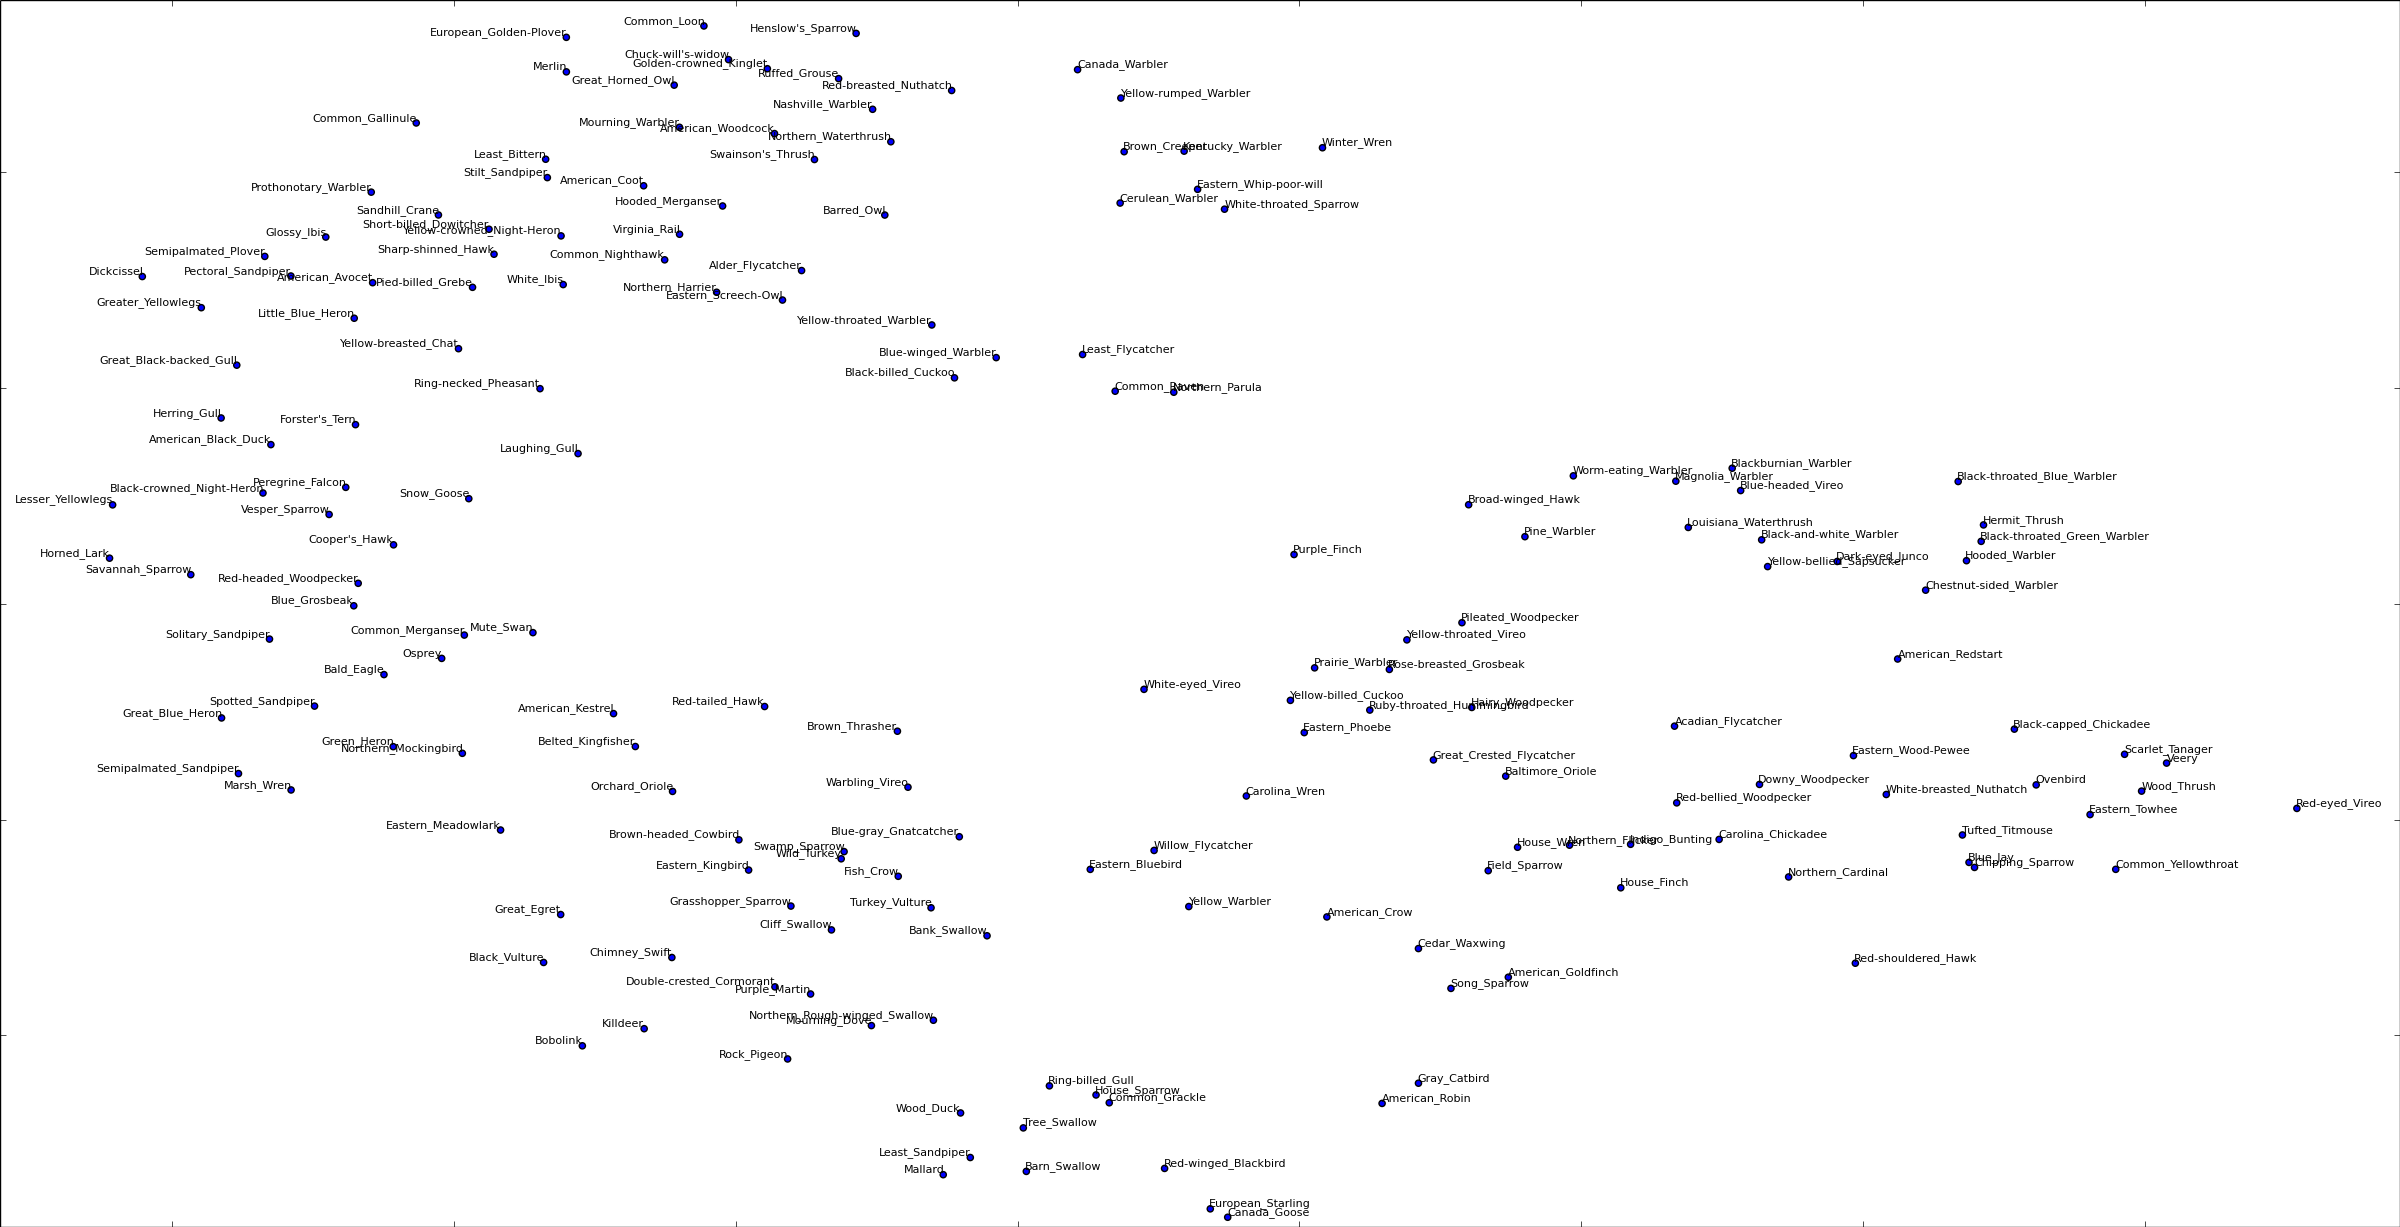 Common_Loon
Henslow's_Sparrow
European_Golden-Plover
Chuck-will's-widow
Golden-crowned_Kinglet
Canada_Warbler
Merlin
Ruffed_Grouse
Great_Horned_Owl
Red-breasted_Nuthatch
Yellow-rumped_Warbler
Nashville_Warbler
Common_Gallinule
Mourning_Warbler
American_Woodcock
Northern_Waterthrush
Winter_Wren
Brown_Creeper
Kentucky_Warbler
Least_Bittern
Swainson's_Thrush
Stilt_Sandpiper
American_Coot
Eastern_Whip-poor-will
Prothonotary_Warbler
Cerulean_Warbler
Hooded_Merganser
White-throated_Sparrow
Sandhill_Crane
Barred_Owl
Short-billed_Dowitcher
Yellow-crowned_Night-Heron
Virginia_Rail
Glossy_Ibis
Semipalmated_Plover
Sharp-shinned_Hawk
Common_Nighthawk
Alder_Flycatcher
Dickcissel
Pectoral_Sandpiper
American_Avocet
Pied-billed_Grebe
White_Ibis
Northern_Harrier
Eastern_Screech-Owl
Greater_Yellowlegs
Little_Blue_Heron
Yellow-throated_Warbler
Yellow-breasted_Chat
Blue-winged_Warbler
Least_Flycatcher
Great_Black-backed_Gull
Black-billed_Cuckoo
Ring-necked_Pheasant
Common_Raven
Northern_Parula
Herring_Gull
Forster's_Tern
American_Black_Duck
Laughing_Gull
Blackburnian_Warbler
Worm-eating_Warbler
Magnolia_Warbler
Black-throated_Blue_Warbler
Peregrine_Falcon
Blue-headed_Vireo
Black-crowned_Night-Heron
Snow_Goose
Lesser_Yellowlegs
Broad-winged_Hawk
Vesper_Sparrow
Louisiana_Waterthrush
Hermit_Thrush
Pine_Warbler
Black-and-white_Warbler
Black-throated_Green_Warbler
Cooper's_Hawk
Purple_Finch
Horned_Lark
Dark-eyed_Junco
Hooded_Warbler
Yellow-bellied_Sapsucker
Savannah_Sparrow
Red-headed_Woodpecker
Chestnut-sided_Warbler
Blue_Grosbeak
Pileated_Woodpecker
Solitary_Sandpiper
Common_Merganser
Mute_Swan
Yellow-throated_Vireo
Osprey
American_Redstart
Prairie_Warbler
Rose-breasted_Grosbeak
Bald_Eagle
White-eyed_Vireo
Yellow-billed_Cuckoo
Spotted_Sandpiper
Red-tailed_Hawk
Ruby-throated_Hummingbird
Hairy_Woodpecker
Great_Blue_Heron
American_Kestrel
Acadian_Flycatcher
Black-capped_Chickadee
Brown_Thrasher
Eastern_Phoebe
Green_Heron
Northern_Mockingbird
Belted_Kingfisher
Eastern_Wood-Pewee
Scarlet_Tanager
Great_Crested_Flycatcher
Veery
Semipalmated_Sandpiper
Baltimore_Oriole
Downy_Woodpecker
Ovenbird
Marsh_Wren
Orchard_Oriole
Warbling_Vireo
Carolina_Wren
White-breasted_Nuthatch
Wood_Thrush
Red-bellied_Woodpecker
Red-eyed_Vireo
Eastern_Towhee
Eastern_Meadowlark
Brown-headed_Cowbird
Blue-gray_Gnatcatcher
Carolina_Chickadee
Tufted_Titmouse
House_Wren
Northern_Flicker
Indigo_Bunting
Swamp_Sparrow
Wild_Turkey
Willow_Flycatcher
Blue_Jay
Chipping_Sparrow
Eastern_Kingbird
Eastern_Bluebird
Field_Sparrow
Common_Yellowthroat
Fish_Crow
Northern_Cardinal
House_Finch
Grasshopper_Sparrow
Turkey_Vulture
Yellow_Warbler
Great_Egret
American_Crow
Cliff_Swallow
Bank_Swallow
Cedar_Waxwing
Chimney_Swift
Black_Vulture
Red-shouldered_Hawk
American_Goldfinch
Double-crested_Cormorant
Purple_Martin
Song_Sparrow
Northern_Rough-winged_Swallow
Mourning_Dove
Killdeer
Bobolink
Rock_Pigeon
Ring-billed_Gull
Gray_Catbird
House_Sparrow
Common_Grackle
American_Robin
Wood_Duck
Tree_Swallow
Least_Sandpiper
Mallard
Barn_Swallow
Red-winged_Blackbird
European_Starling
Canada_Goose